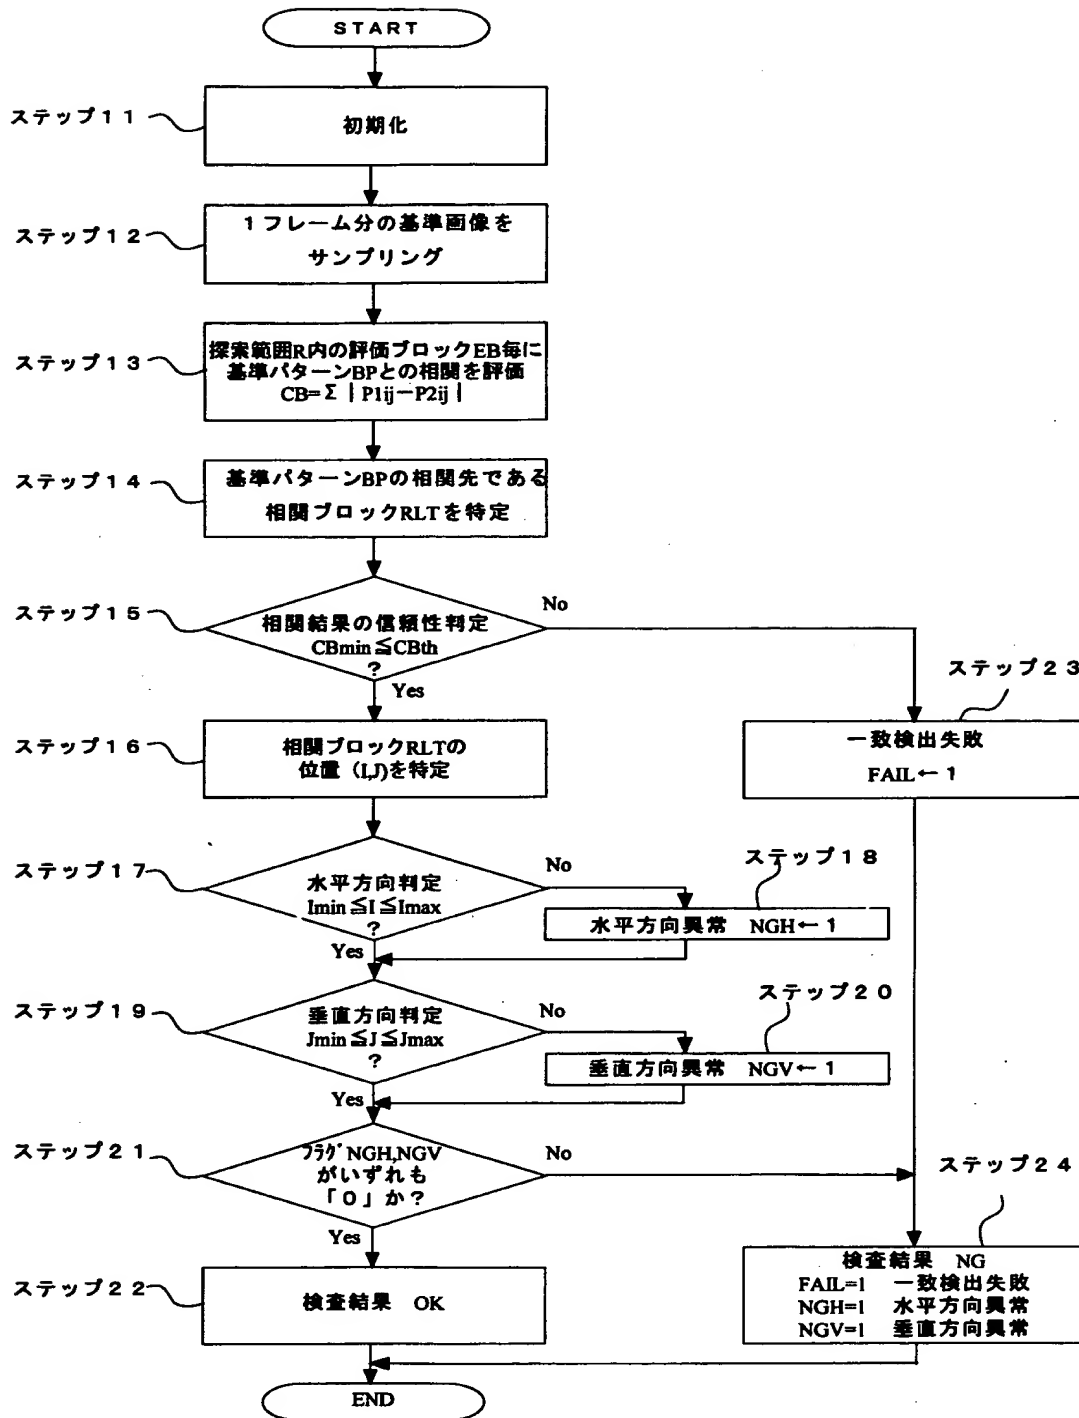 START
ステップ11
初期化
ステップ12
1フレーム分の基準画像を
サンプリング
ステップ13
探索範囲R内の評価ブロックEB毎に
基準パターンBPとの相関を評価
CB=Σ｜P1ij－P2ij｜
ステップ14
基準パターンBPの相関先である
相関ブロックRLTを特定
ステップ15
相関結果の信頼性判定
CBmin≦CBth
?
No
Yes
ステップ23
一致検出失敗
FAIL←1
ステップ16
相関ブロックRLTの
位置（I,J)を特定
ステップ17
水平方向判定
Imin≦I≦Imax
?
No
Yes
ステップ18
水平方向異常 NGH←1
ステップ19
垂直方向判定
Jmin≦J≦Jmax
?
No
Yes
ステップ20
垂直方向異常 NGV←1
ステップ21
ﾌﾗｸﾞNGH,NGV
がいずれも
「0」か?
No
Yes
ステップ22
検査結果 OK
ステップ24
検査結果 NG
FAIL=1 一致検出失敗
NGH=1 水平方向異常
NGV=1 垂直方向異常
END